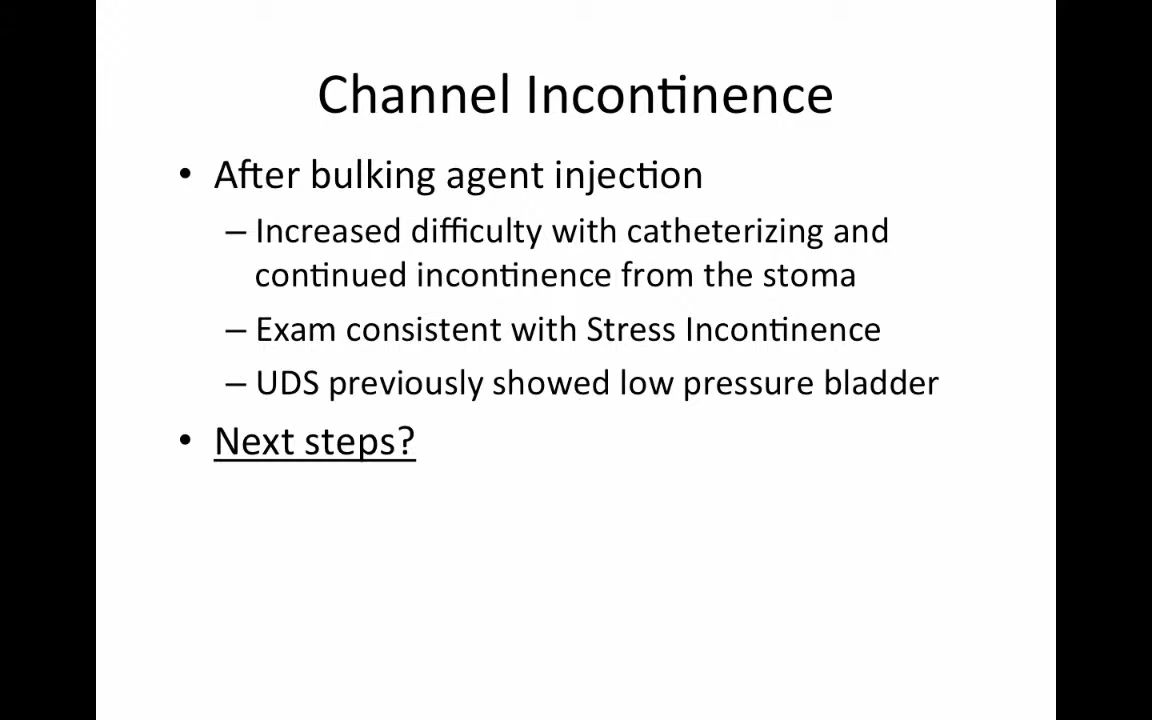 Channel Incontinence
• After bulking agent injection
– Increased difficulty with catheterizing and
continued incontinence from the stoma
– Exam consistent with Stress Incontinence
– UDS previously showed low pressure bladder
• Next steps?